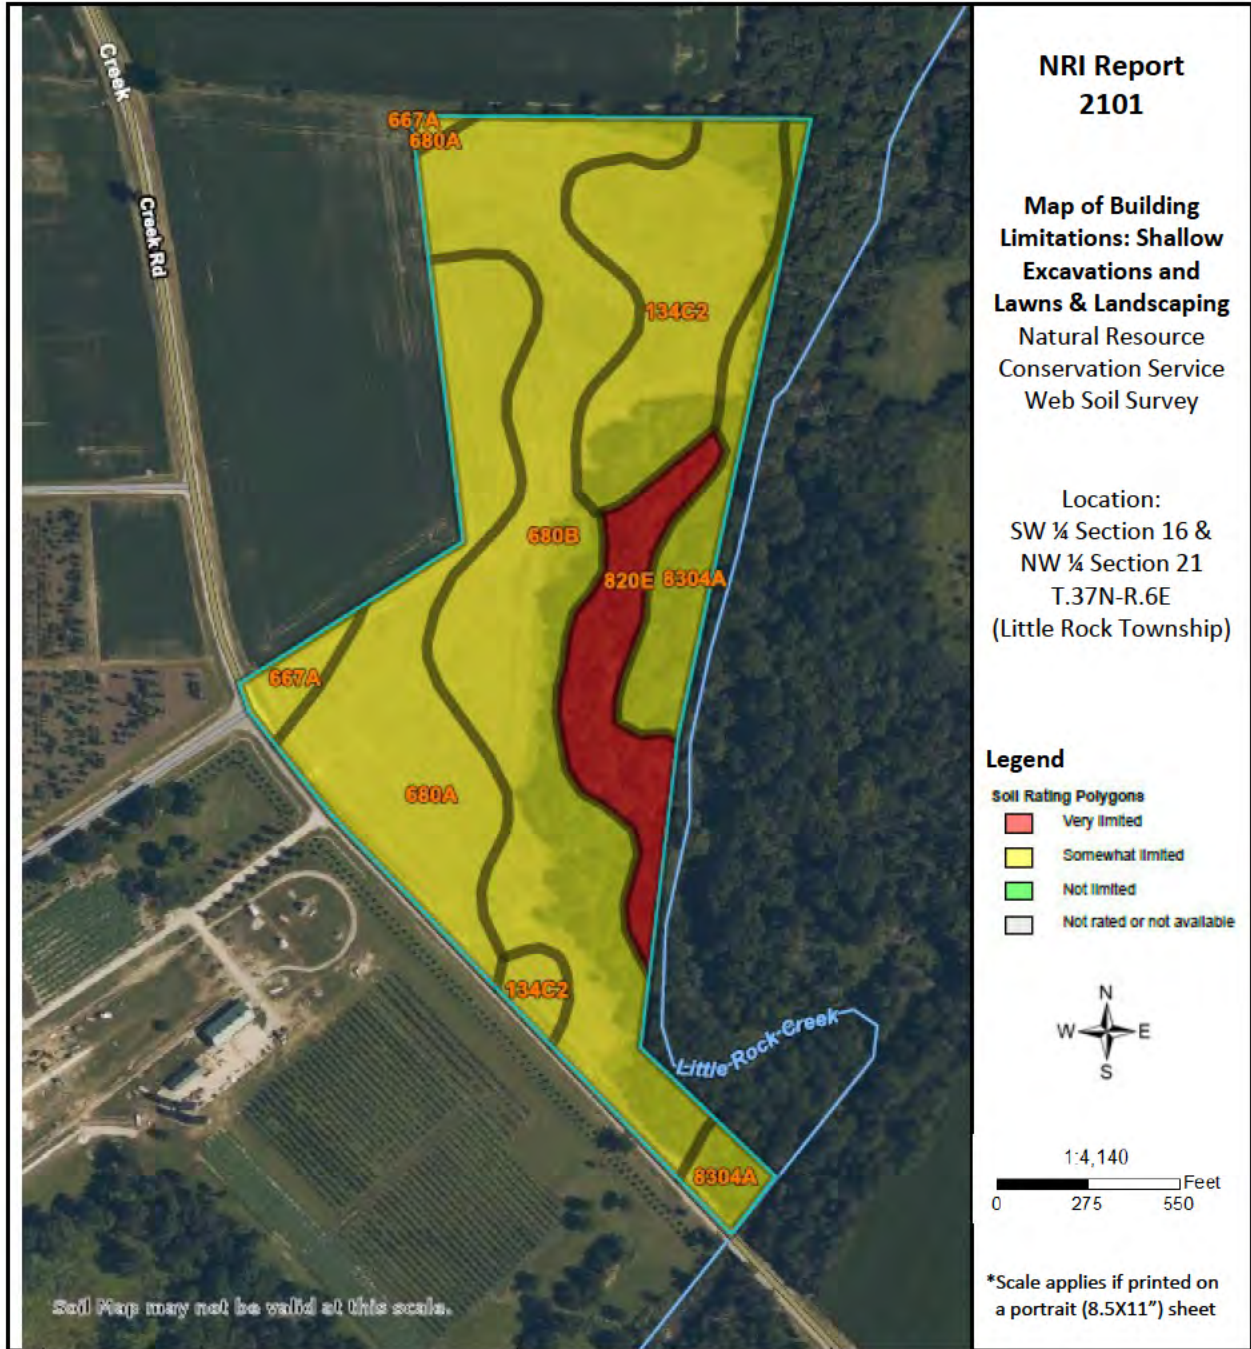 Creek
Creek Rd
667A
680A
134C2
680B
820E
8304A
667A
680A
134C2
Little Rock Creek
8304A
Soil Map may not be valid at this scale.
NRI Report
2101
Map of Building
Limitations: Shallow
Excavations and
Lawns & Landscaping
Natural Resource
Conservation Service
Web Soil Survey
Location:
SW ¼ Section 16 &
NW ¼ Section 21
T.37N-R.6E
(Little Rock Township)
Legend
Soil Rating Polygons
Very limited
Somewhat limited
Not limited
Not rated or not available
N
W E
S
1:4,140
Feet
0 275 550
*Scale applies if printed on
a portrait (8.5X11") sheet